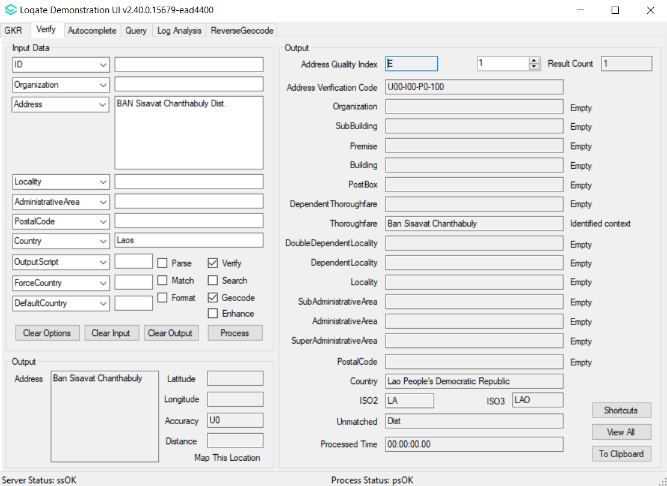 Loqate Demonstration UI v2.40.0.15679-ead4400
GKR Verify Autocomplete Query Log Analysis ReverseGeocode
Input Data
ID
Organization
Address BAN Sisavat Chanthabuly Dist.
Locality
AdministrativeArea
PostalCode
Country Laos
OutputScript Parse Verify
ForceCountry Match Search
DefaultCountry Format Geocode
Enhance
Clear Options Clear Input Clear Output Process
Output
Address Ban Sisavat Chanthabuly
Latitude
Longitude
Accuracy U0
Distance
Map This Location
Output
Address Quality Index E 1 Result Count 1
Address Verification Code U00-I00-P0-100
Organization Empty
SubBuilding Empty
Premise Empty
Building Empty
PostBox Empty
DependentThoroughfare Empty
Thoroughfare Ban Sisavat Chanthabuly Identified context
DoubleDependentLocality Empty
DependentLocality Empty
Locality Empty
SubAdministrativeArea Empty
AdministrativeArea Empty
SuperAdministrativeArea Empty
PostalCode Empty
Country Lao People's Democratic Republic
ISO2 LA ISO3 LAO
Unmatched Dist
Processed Time 00:00:00.00
Shortcuts
View All
To Clipboard
Server Status: ssOK Process Status: psOK